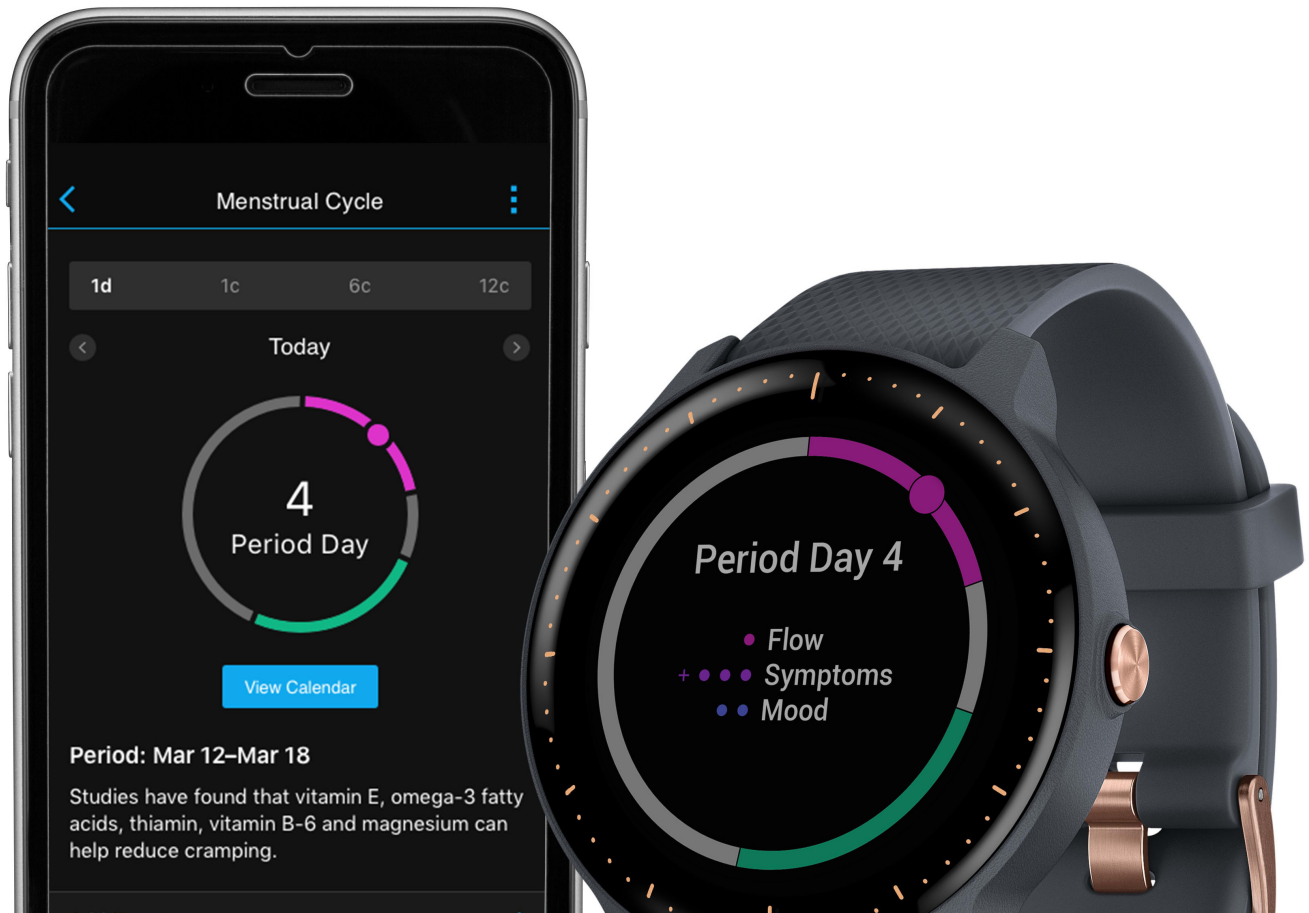 Menstrual Cycle
1d 1c 6c 12c
Today
4
Period Day
View Calendar
Period: Mar 12–Mar 18
Studies have found that vitamin E, omega-3 fatty
acids, thiamin, vitamin B-6 and magnesium can
help reduce cramping.
Period Day 4
Flow
+ Symptoms
Mood